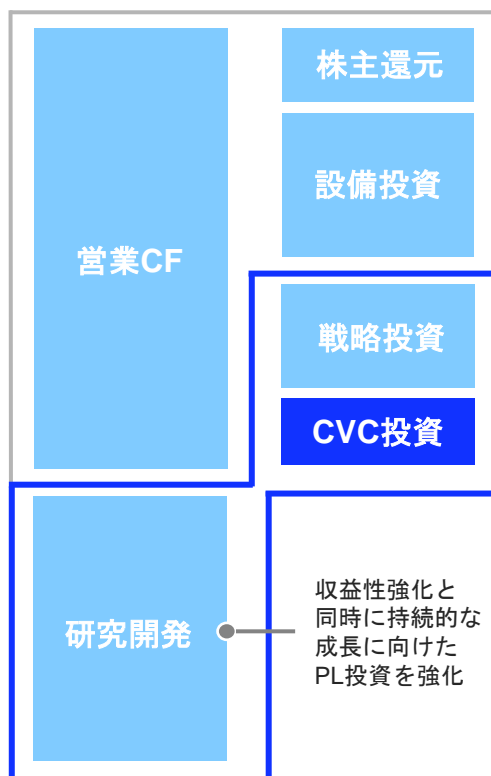 株主還元
設備投資
営業CF
戦略投資
CVC投資
研究開発
収益性強化と
同時に持続的な
成長に向けた
PL投資を強化